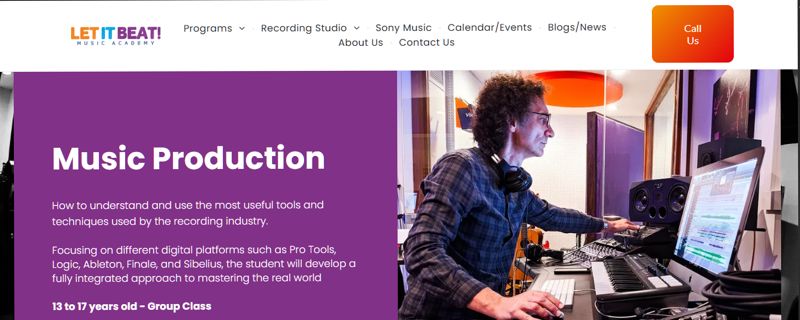 LET IT BEAT!
MUSIC ACADEMY
Programs Recording Studio Sony Music Calendar/Events Blogs/News
About Us Contact Us
Call
Us
Music Production
How to understand and use the most useful tools and
techniques used by the recording industry.
Focusing on different digital platforms such as Pro Tools,
Logic, Ableton, Finale, and Sibelius, the student will develop a
fully integrated approach to mastering the real world
13 to 17 years old - Group Class